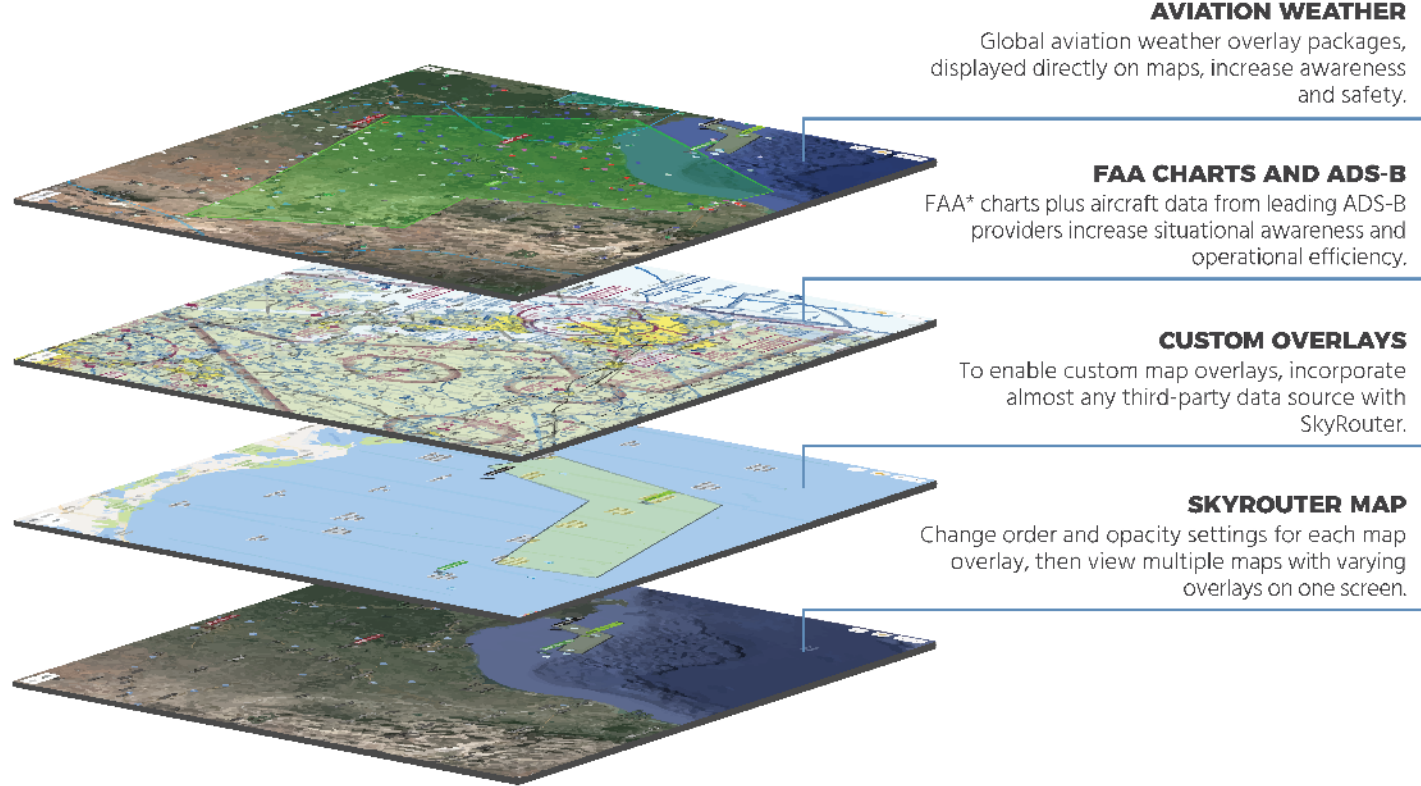 AVIATION WEATHER
Global aviation weather overlay packages,
displayed directly on maps, increase awareness
and safety.
FAA CHARTS AND ADS-B
FAA* charts plus aircraft data from leading ADS-B
providers increase situational awareness and
operational efficiency.
CUSTOM OVERLAYS
To enable custom map overlays, incorporate
almost any third-party data source with
SkyRouter.
SKYROUTER MAP
Change order and opacity settings for each map
overlay, then view multiple maps with varying
overlays on one screen.